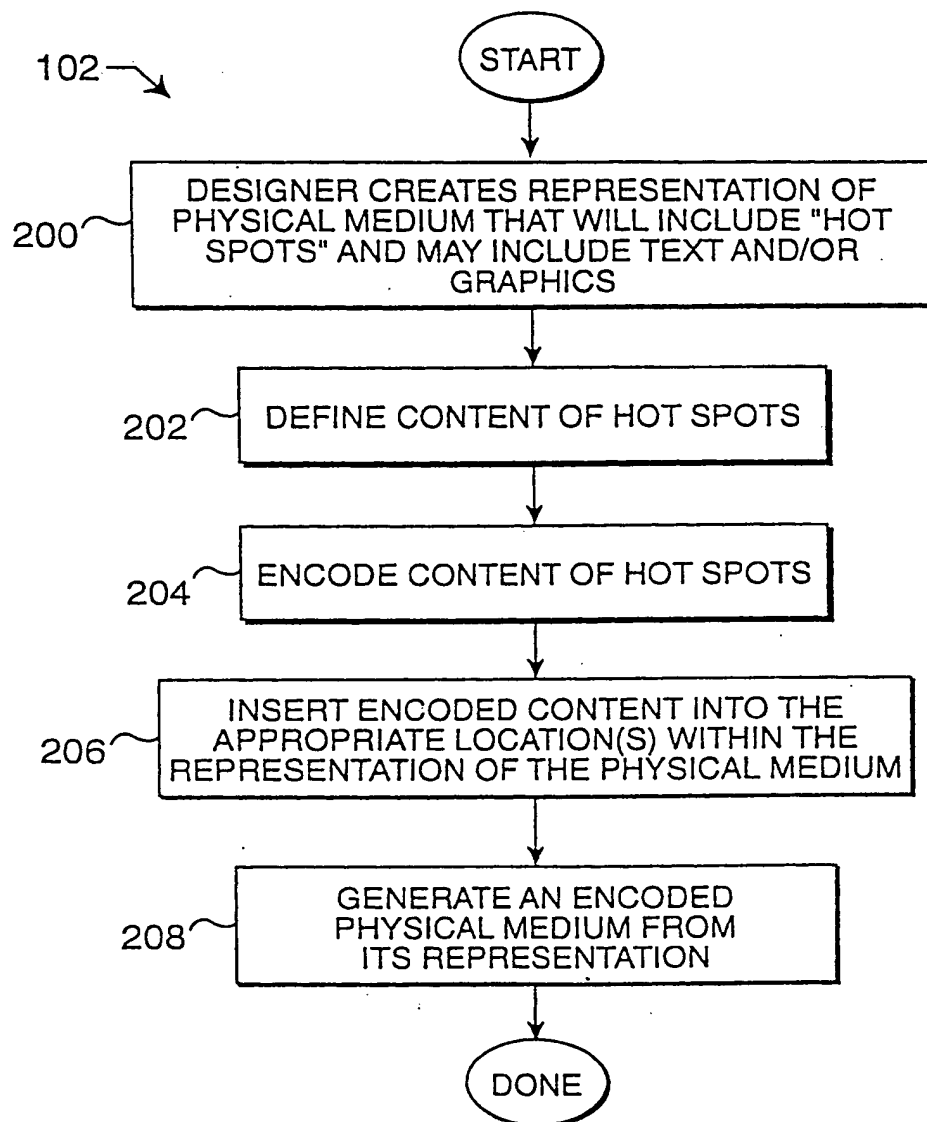 102
START
200
DESIGNER CREATES REPRESENTATION OF
PHYSICAL MEDIUM THAT WILL INCLUDE "HOT
SPOTS" AND MAY INCLUDE TEXT AND/OR
GRAPHICS
202
DEFINE CONTENT OF HOT SPOTS
204
ENCODE CONTENT OF HOT SPOTS
206
INSERT ENCODED CONTENT INTO THE
APPROPRIATE LOCATION(S) WITHIN THE
REPRESENTATION OF THE PHYSICAL MEDIUM
208
GENERATE AN ENCODED
PHYSICAL MEDIUM FROM
ITS REPRESENTATION
DONE